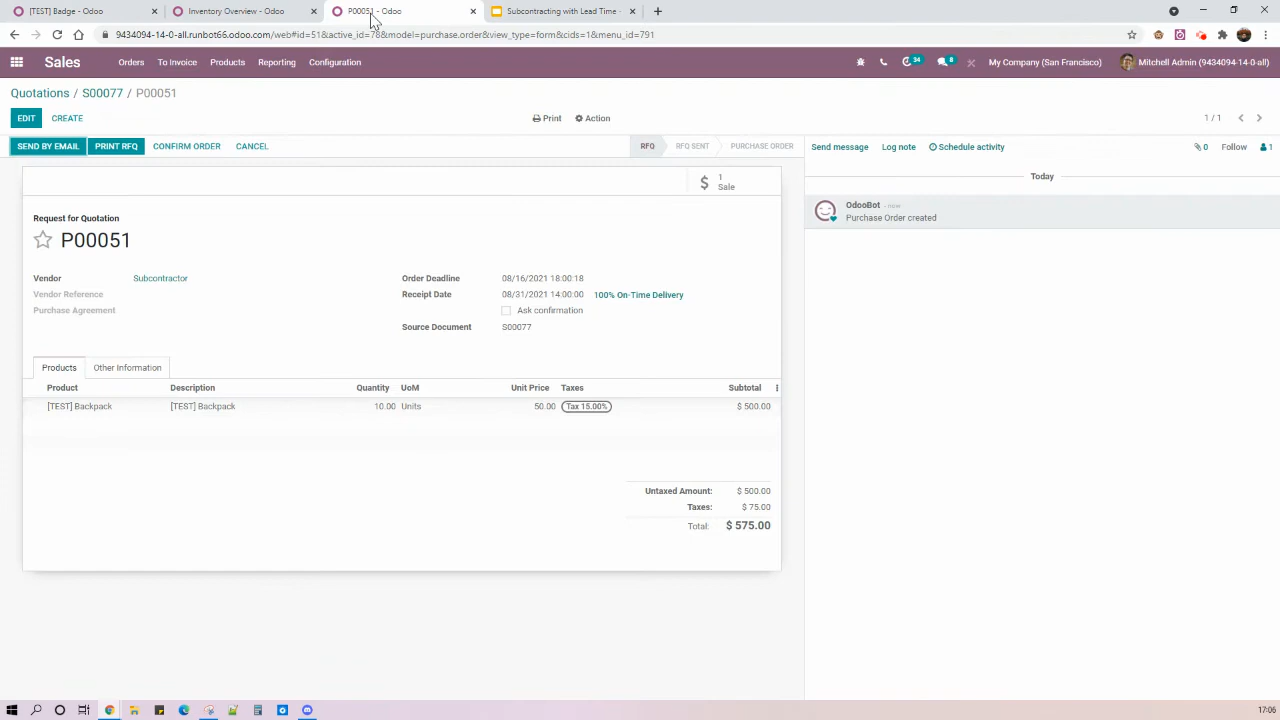 [TEST] Badge - Odoo
Inventory Overview - Odoo
P00051 - Odoo
Subcontracting with Lead Time -
9434094-14-0-all.runbot66.odoo.com/web#id=51&active_id=78&model=purchase.order&view_type=form&cids=1&menu_id=791
Sales Orders To Invoice Products Reporting Configuration 34 8 My Company (San Francisco) Mitchell Admin (9434094-14-0-all)
Quotations / S00077 / P00051
EDIT CREATE Print Action 1 / 1
SEND BY EMAIL PRINT RFQ CONFIRM ORDER CANCEL RFQ RFQ SENT PURCHASE ORDER
Send message Log note Schedule activity 0 Follow 1
Today
1
Sale
OdooBot - now
Purchase Order created
Request for Quotation
P00051
Vendor Subcontractor
Vendor Reference
Purchase Agreement
Order Deadline 08/16/2021 18:00:18
Receipt Date 08/31/2021 14:00:00 100% On-Time Delivery
Ask confirmation
Source Document S00077
Products Other Information
Product Description Quantity UoM Unit Price Taxes Subtotal
[TEST] Backpack [TEST] Backpack 10.00 Units 50.00 Tax 15.00% $ 500.00
Untaxed Amount: $ 500.00
Taxes: $ 75.00
Total: $ 575.00
17:06